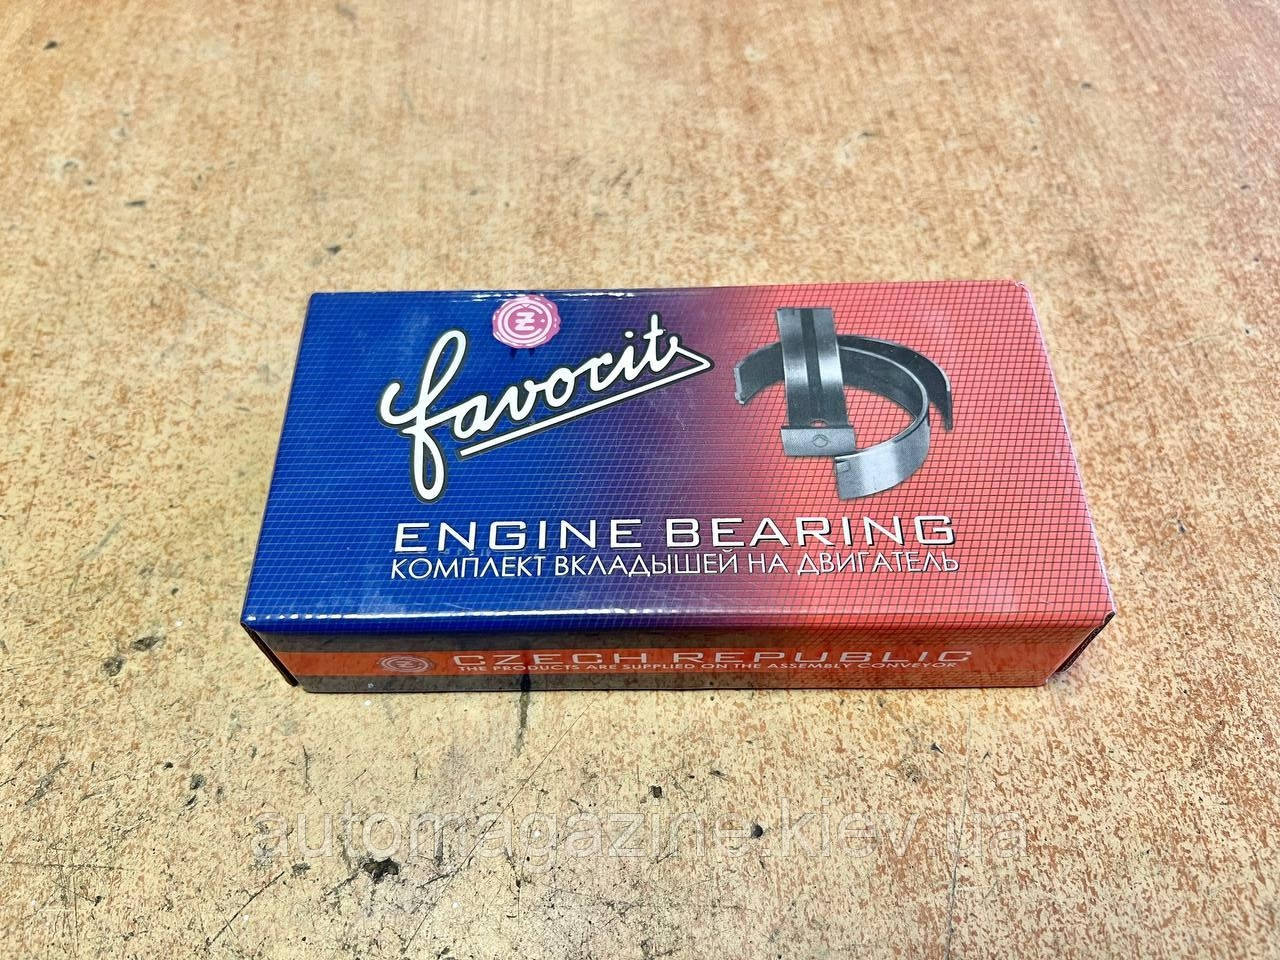 favorit
ENGINE BEARING
КОМПЛЕКТ ВКЛАДЫШЕЙ НА ДВИГАТЕЛЬ
CZECH REPUBLIC
THE PRODUCTS ARE SUPPLIED ON THE ASSEMBLY CONVEYOR
automagazine.kiev.ua